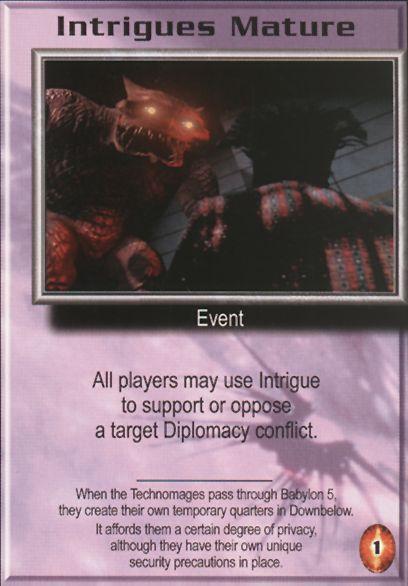 Intrigues Mature
Event
All players may use Intrigue
to support or oppose
a target Diplomacy conflict.
When the Technomages pass through Babylon 5,
they create their own temporary quarters in Downbelow.
It affords them a certain degree of privacy,
although they have their own unique
security precautions in place.
1